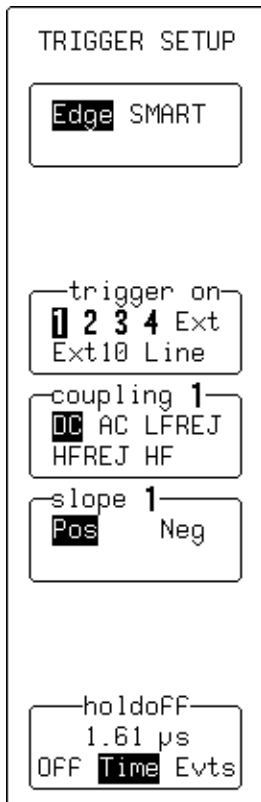 TRIGGER SETUP
Edge SMART
trigger on
1 2 3 4 Ext
Ext10 Line
coupling 1
DC AC LFREJ
HFREJ HF
slope 1
Pos Neg
holdoff
1.61 µs
OFF Time Evts